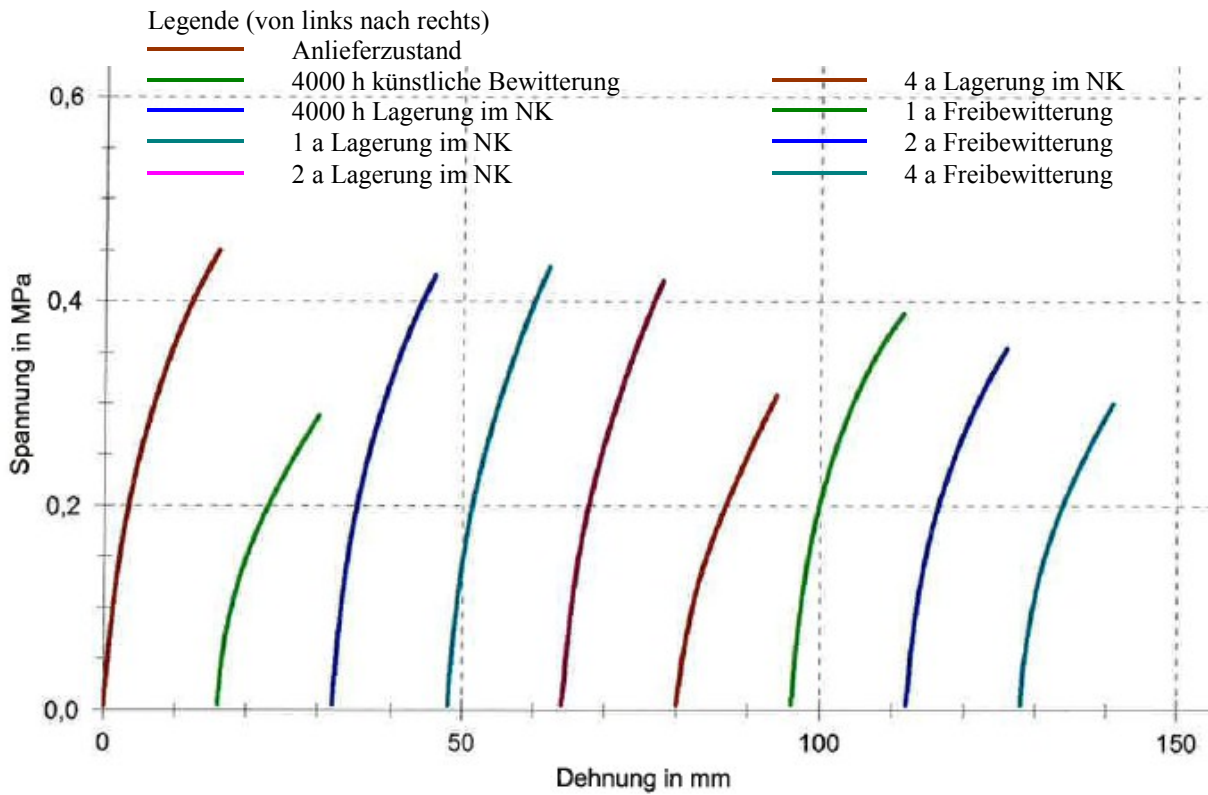 Legende (von links nach rechts)
Anlieferzustand
4000 h künstliche Bewitterung
4000 h Lagerung im NK
1 a Lagerung im NK
2 a Lagerung im NK
4 a Lagerung im NK
1 a Freibewitterung
2 a Freibewitterung
4 a Freibewitterung
Spannung in MPa
0,6
0,4
0,2
0,0
0
50
100
150
Dehnung in mm